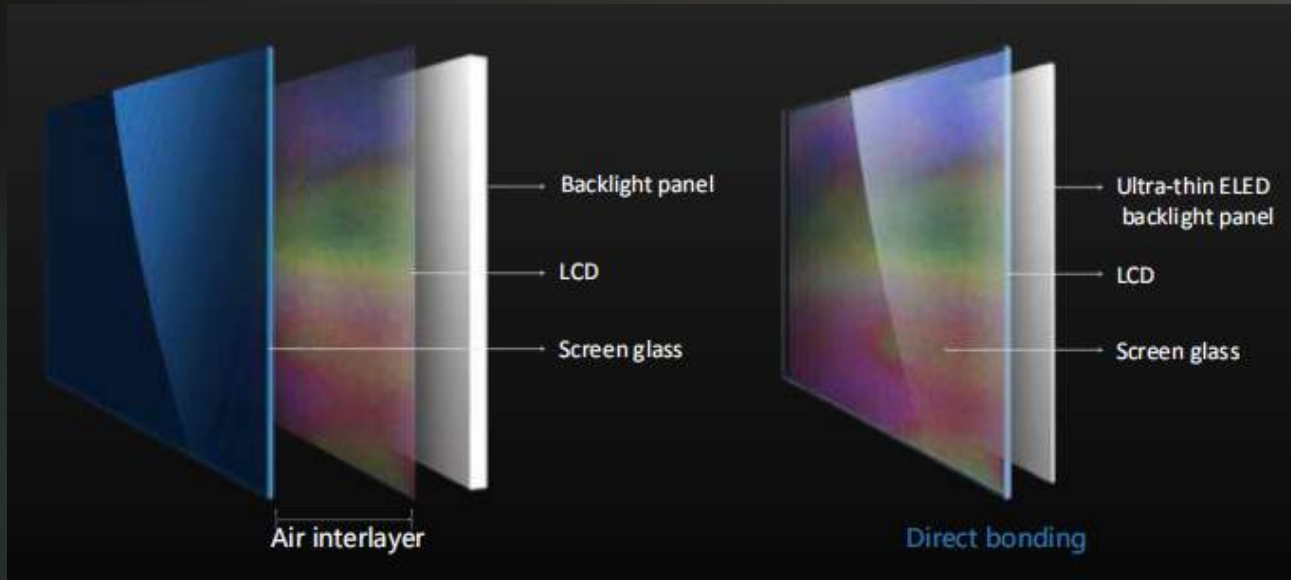 Backlight panel
LCD
Screen glass
Air interlayer
Ultra-thin ELED
backlight panel
LCD
Screen glass
Direct bonding